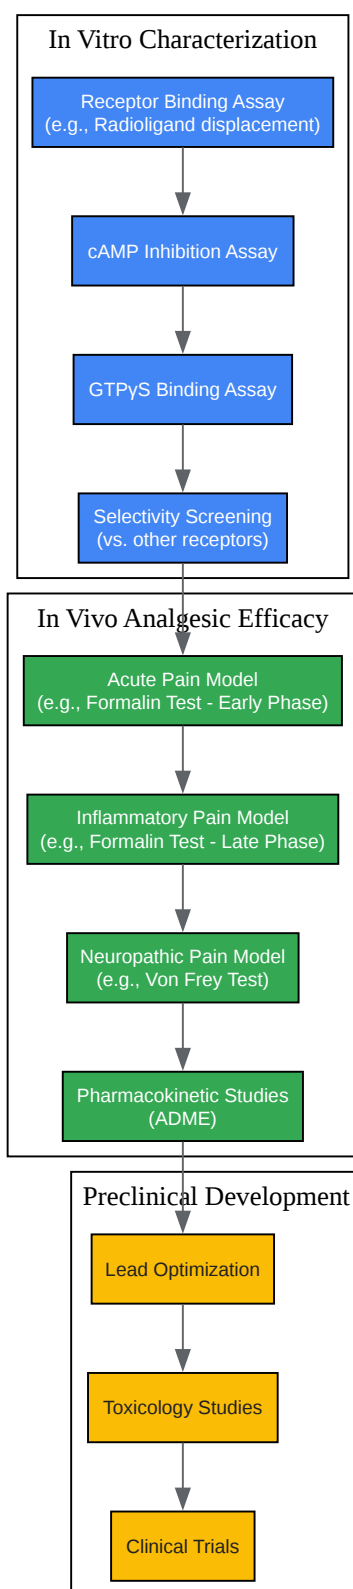 In Vitro Characterization
Receptor Binding Assay
(e.g., Radioligand displacement)
cAMP Inhibition Assay
GTPγS Binding Assay
Selectivity Screening
(vs. other receptors)
In Vivo Analgesic Efficacy
Acute Pain Model
(e.g., Formalin Test - Early Phase)
Inflammatory Pain Model
(e.g., Formalin Test - Late Phase)
Neuropathic Pain Model
(e.g., Von Frey Test)
Pharmacokinetic Studies
(ADME)
Preclinical Development
Lead Optimization
Toxicology Studies
Clinical Trials